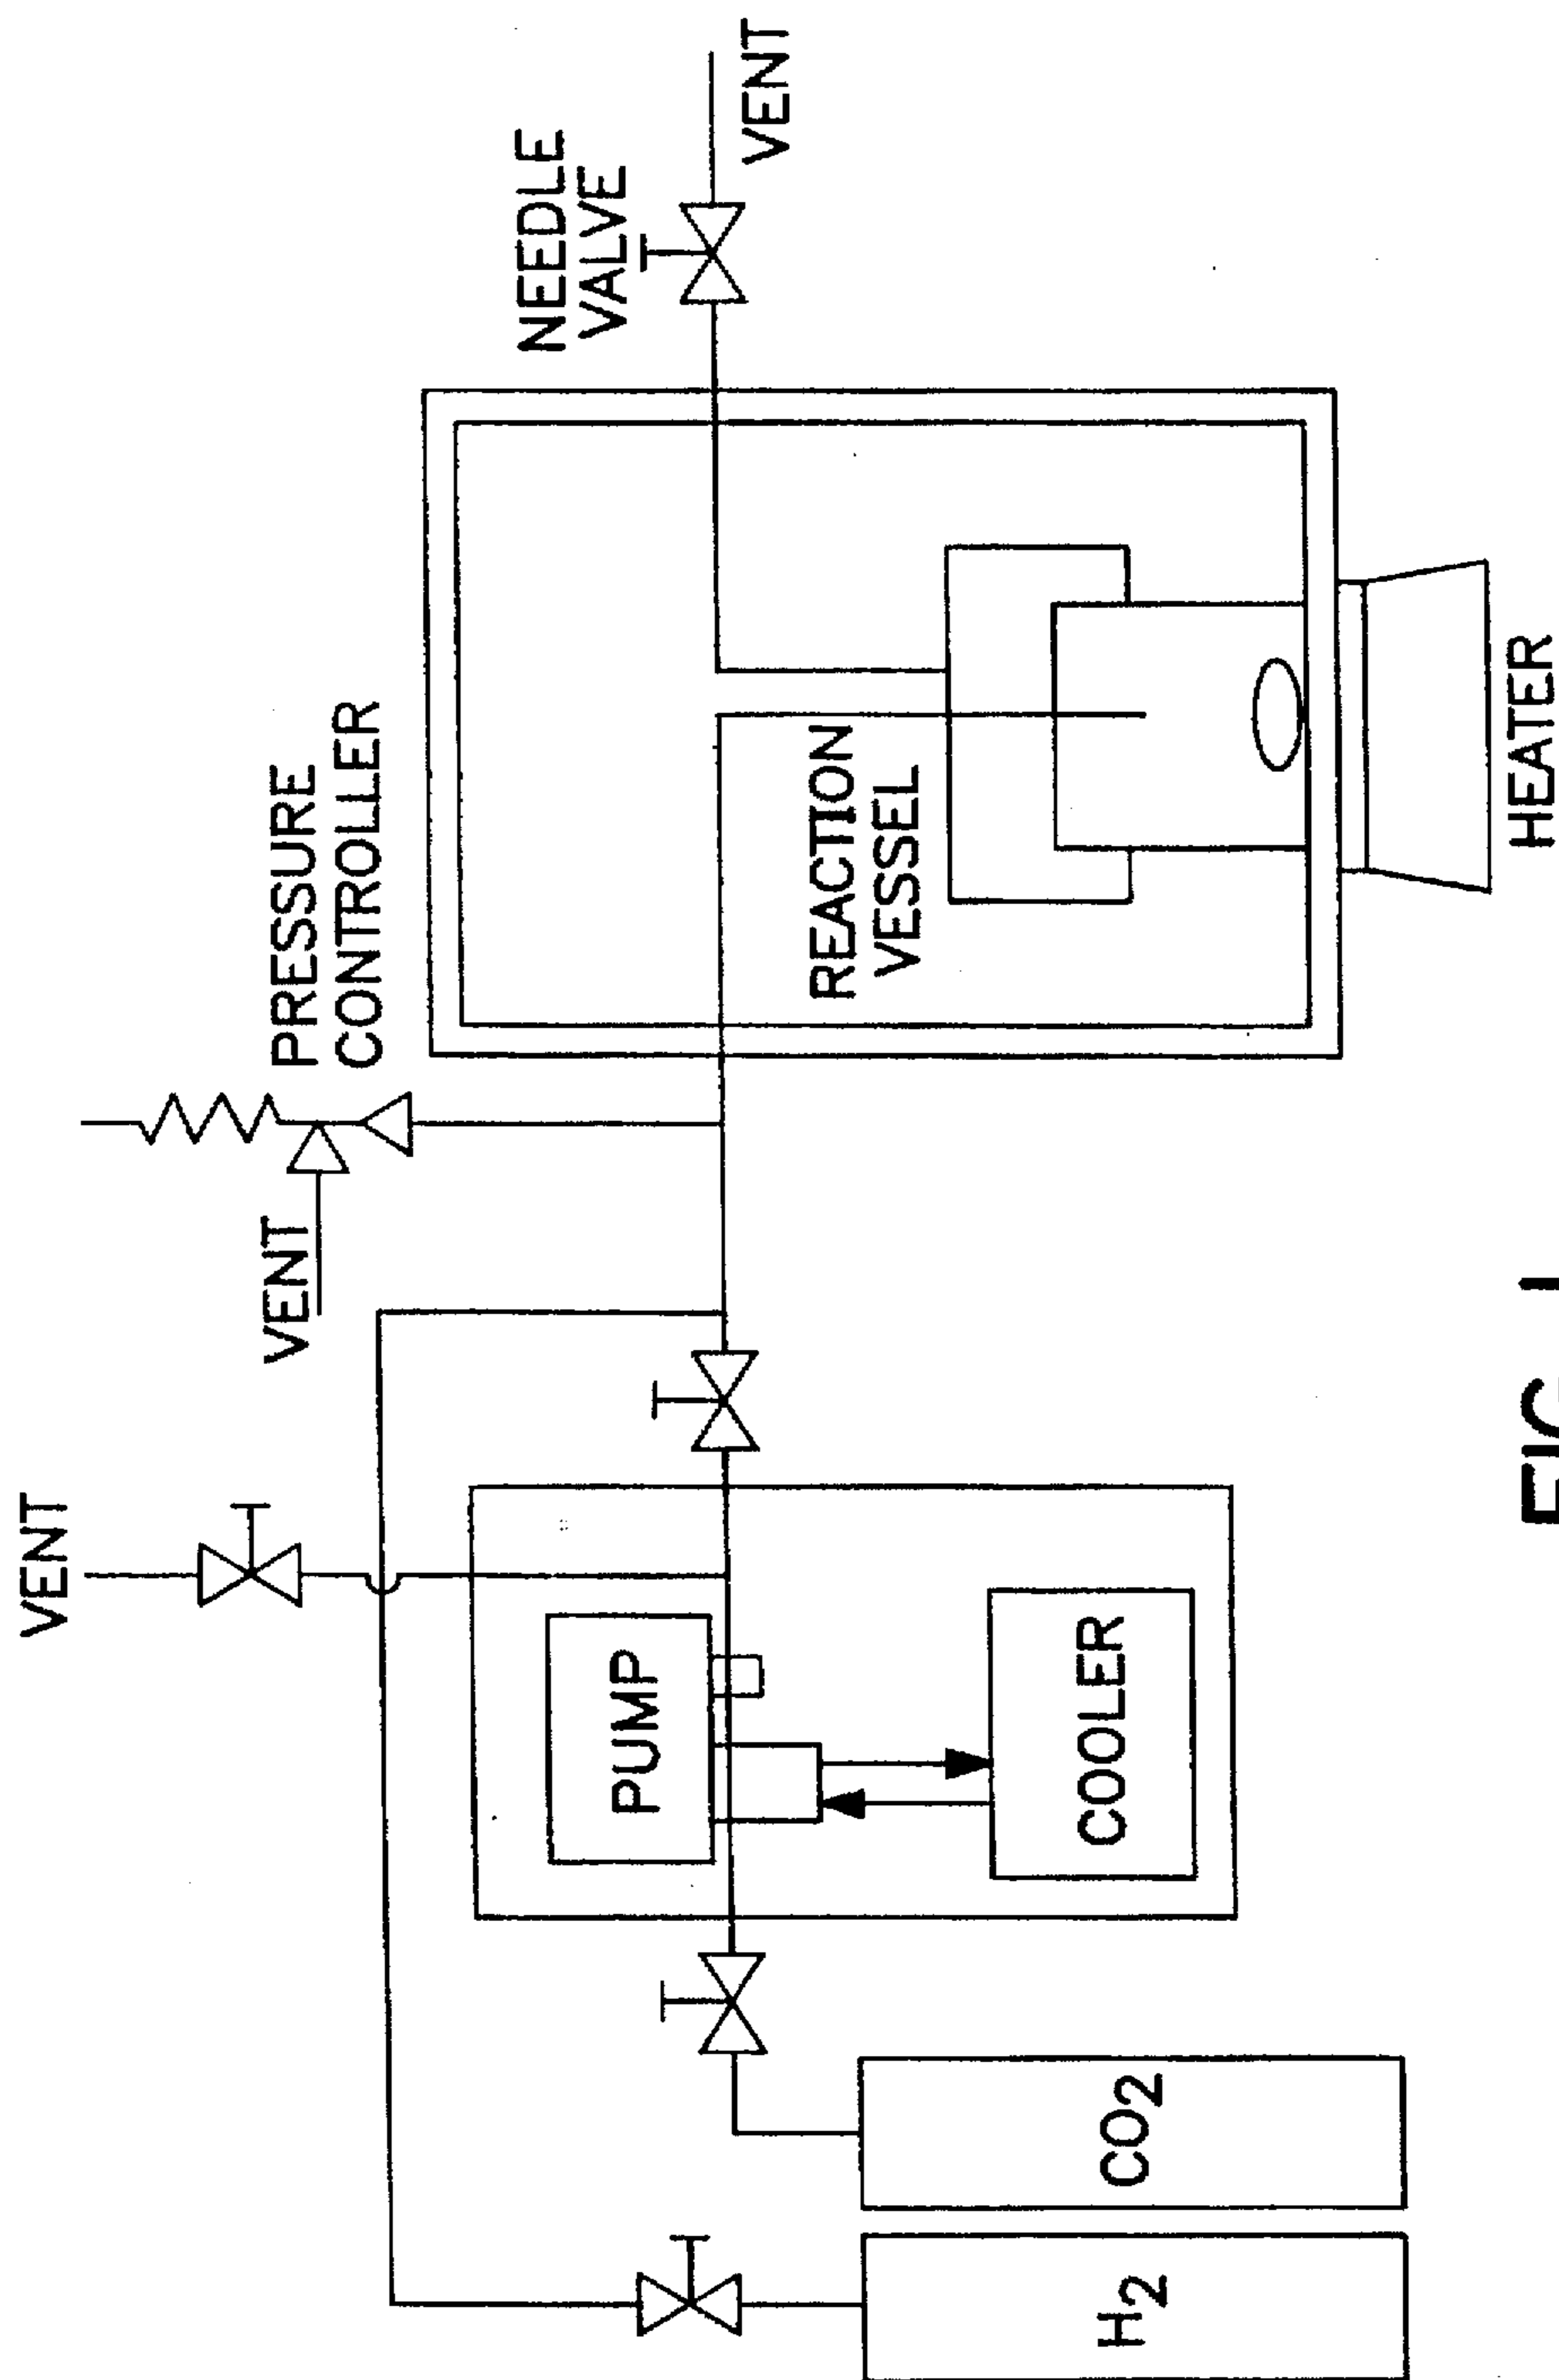 VENT
PRESSURE
CONTROLLER
VENT
NEEDLE
VALVE
VENT
PUMP
REACTION
VESSEL
H2
CO2
COOLER
HEATER
FIG. 1